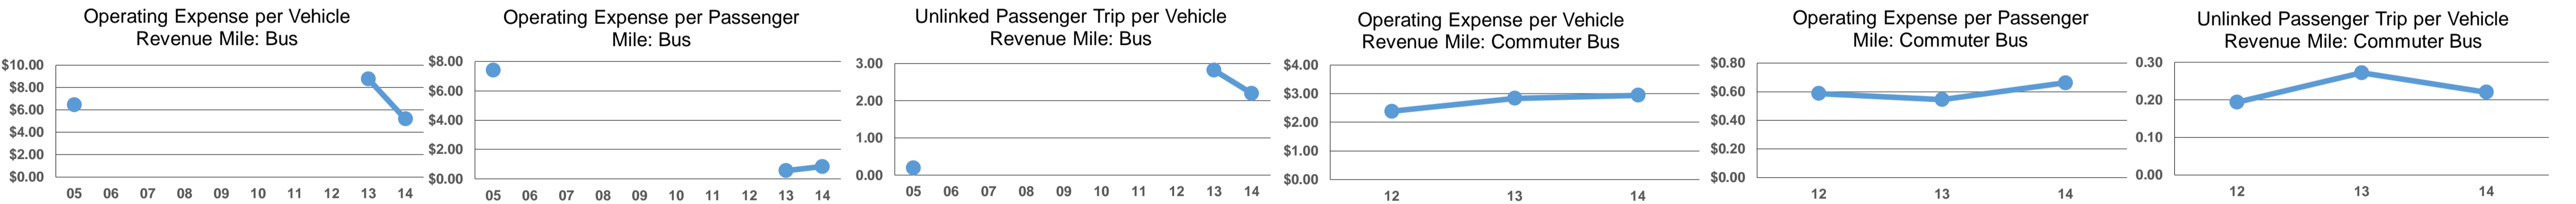 Operating Expense per Vehicle
Revenue Mile: Bus
$10.00
$8.00
$6.00
$4.00
$2.00
$0.00
05 06 07 08 09 10 11 12 13 14
Operating Expense per Passenger
Mile: Bus
$8.00
$6.00
$4.00
$2.00
$0.00
05 06 07 08 09 10 11 12 13 14
Unlinked Passenger Trip per Vehicle
Revenue Mile: Bus
3.00
2.00
1.00
0.00
05 06 07 08 09 10 11 12 13 14
Operating Expense per Vehicle
Revenue Mile: Commuter Bus
$4.00
$3.00
$2.00
$1.00
$0.00
12 13 14
Operating Expense per Passenger
Mile: Commuter Bus
$0.80
$0.60
$0.40
$0.20
$0.00
12 13 14
Unlinked Passenger Trip per Vehicle
Revenue Mile: Commuter Bus
0.30
0.20
0.10
0.00
12 13 14